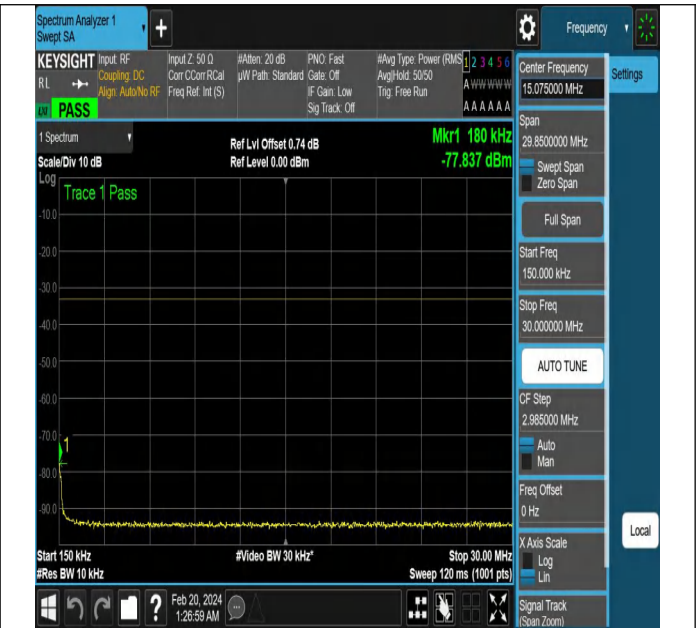 Spectrum Analyzer 1
Swept SA
+
Frequency
KEYSIGHT
RL
PASS
Input: RF
Coupling: DC
Align: Auto/No RF
Input Z: 50 Ω
Corr CCorr RCal
Freq Ref: Int (S)
#Atten: 20 dB
µW Path: Standard
PNO: Fast
Gate: Off
IF Gain: Low
Sig Track: Off
#Avg Type: Power (RMS
Avg|Hold: 50/50
Trig: Free Run
1 2 3 4 5 6
A W W W W W
A A A A A A
1 Spectrum
Scale/Div 10 dB
Ref Lvl Offset 0.74 dB
Ref Level 0.00 dBm
Mkr1 180 kHz
-77.837 dBm
Log
Trace 1 Pass
-10.0
-20.0
-30.0
-40.0
-50.0
-60.0
-70.0
-80.0
-90.0
1
Start 150 kHz
#Res BW 10 kHz
#Video BW 30 kHz*
Stop 30.00 MHz
Sweep 120 ms (1001 pts)
?
Feb 20, 2024
1:26:59 AM
Center Frequency
15.075000 MHz
Span
29.8500000 MHz
Swept Span
Zero Span
Full Span
Start Freq
150.000 kHz
Stop Freq
30.000000 MHz
AUTO TUNE
CF Step
2.985000 MHz
Auto
Man
Freq Offset
0 Hz
X Axis Scale
Log
Lin
Signal Track
(Span Zoom)
Settings
Local